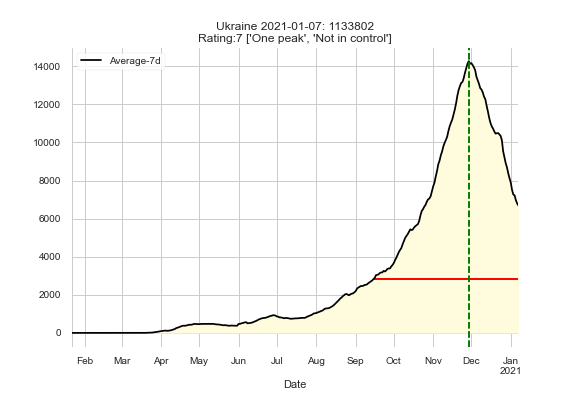 Ukraine 2021-01-07: 1133802
Rating:7 ['One peak', 'Not in control']
Average-7d
14000
12000
10000
8000
6000
4000
2000
0
Feb Mar Apr May Jun Jul Aug Sep Oct Nov Dec Jan
2021
Date